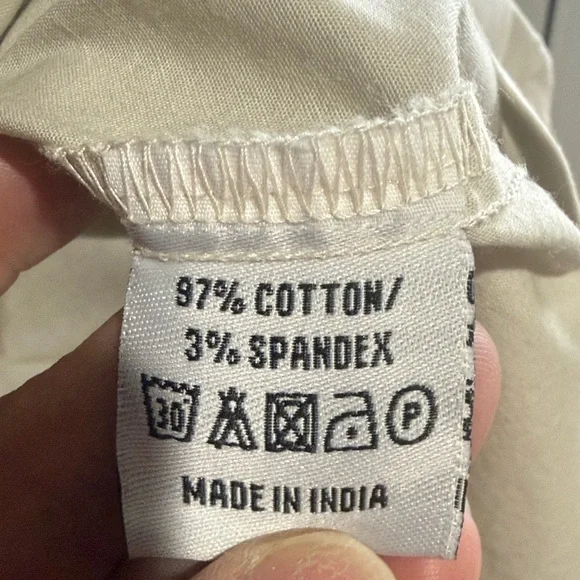 97% COTTON/
3% SPANDEX
30° P
MADE IN INDIA